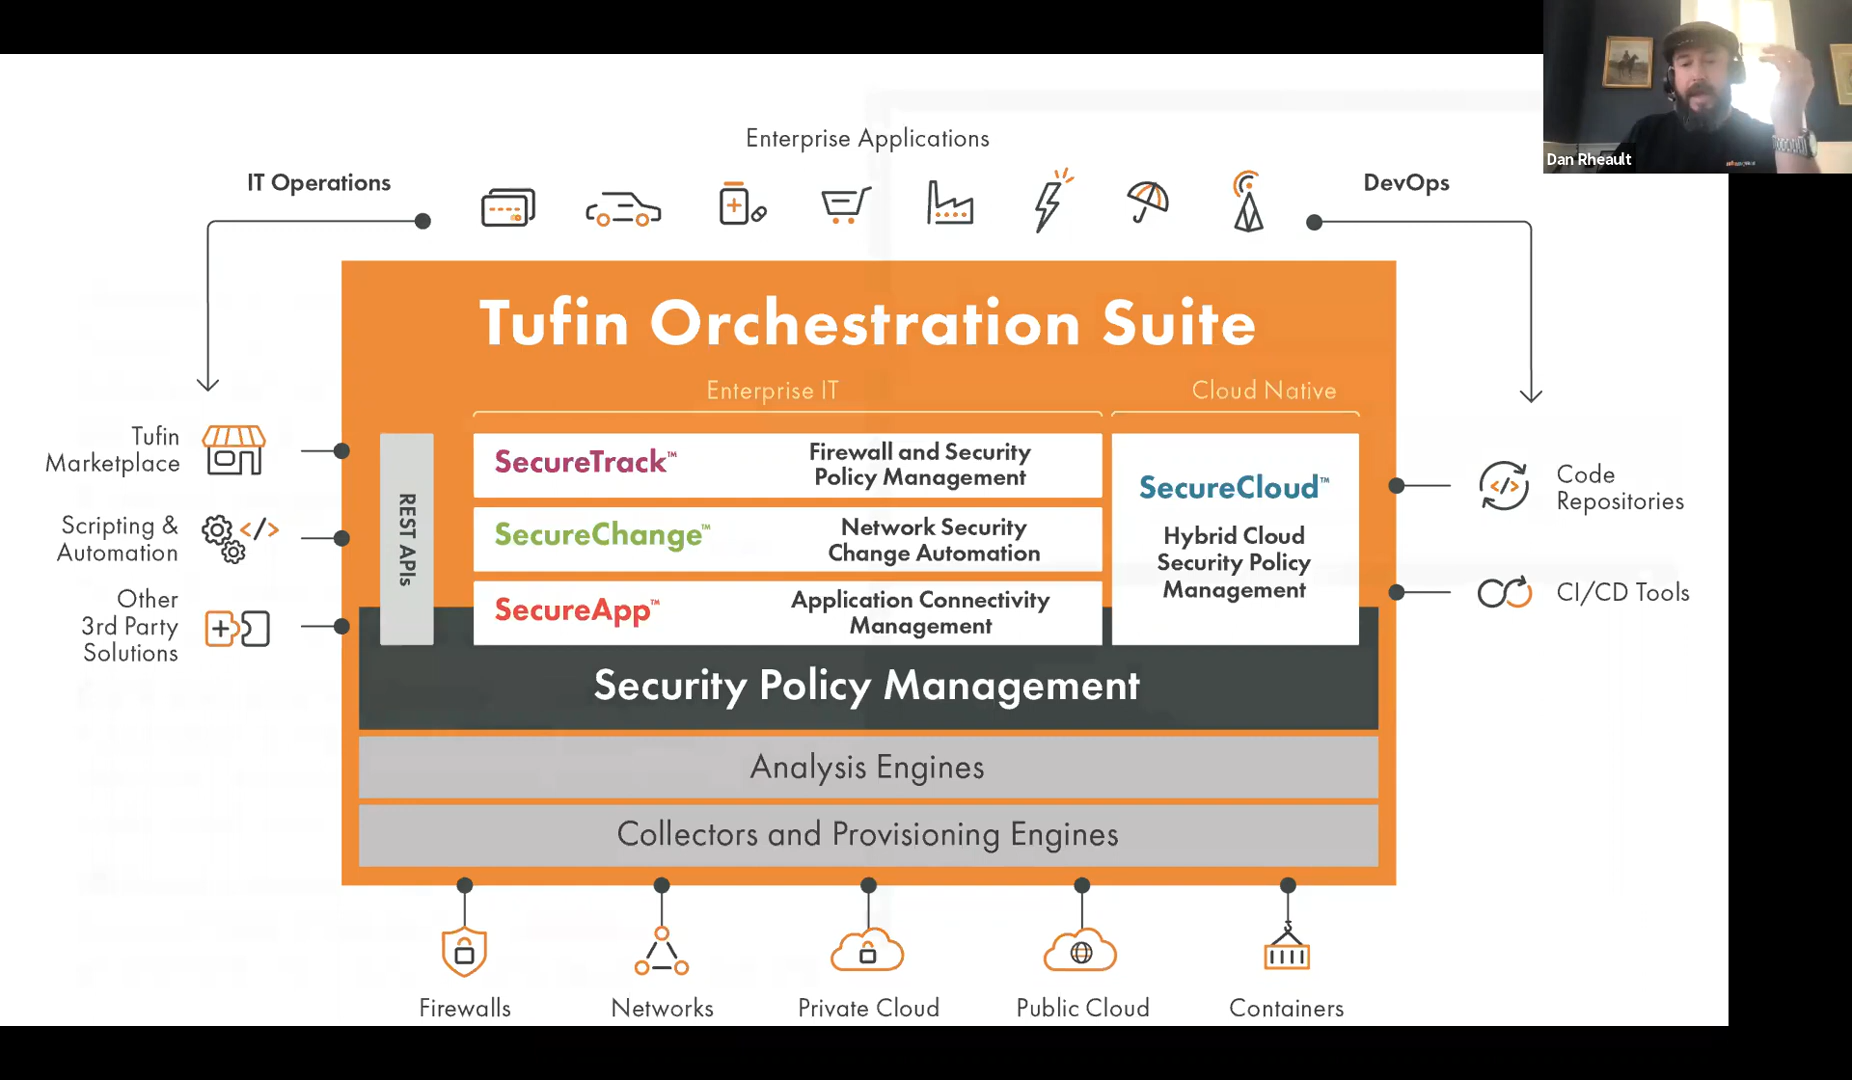 Dan Rheault
Enterprise Applications
IT Operations
DevOps
Tufin Orchestration Suite
Enterprise IT
Cloud Native
Tufin
Marketplace
Scripting &
Automation
Other
3rd Party
Solutions
REST APIs
SecureTrack™
Firewall and Security
Policy Management
SecureChange™
Network Security
Change Automation
SecureApp™
Application Connectivity
Management
SecureCloud™
Hybrid Cloud
Security Policy
Management
Code
Repositories
CI/CD Tools
Security Policy Management
Analysis Engines
Collectors and Provisioning Engines
Firewalls
Networks
Private Cloud
Public Cloud
Containers